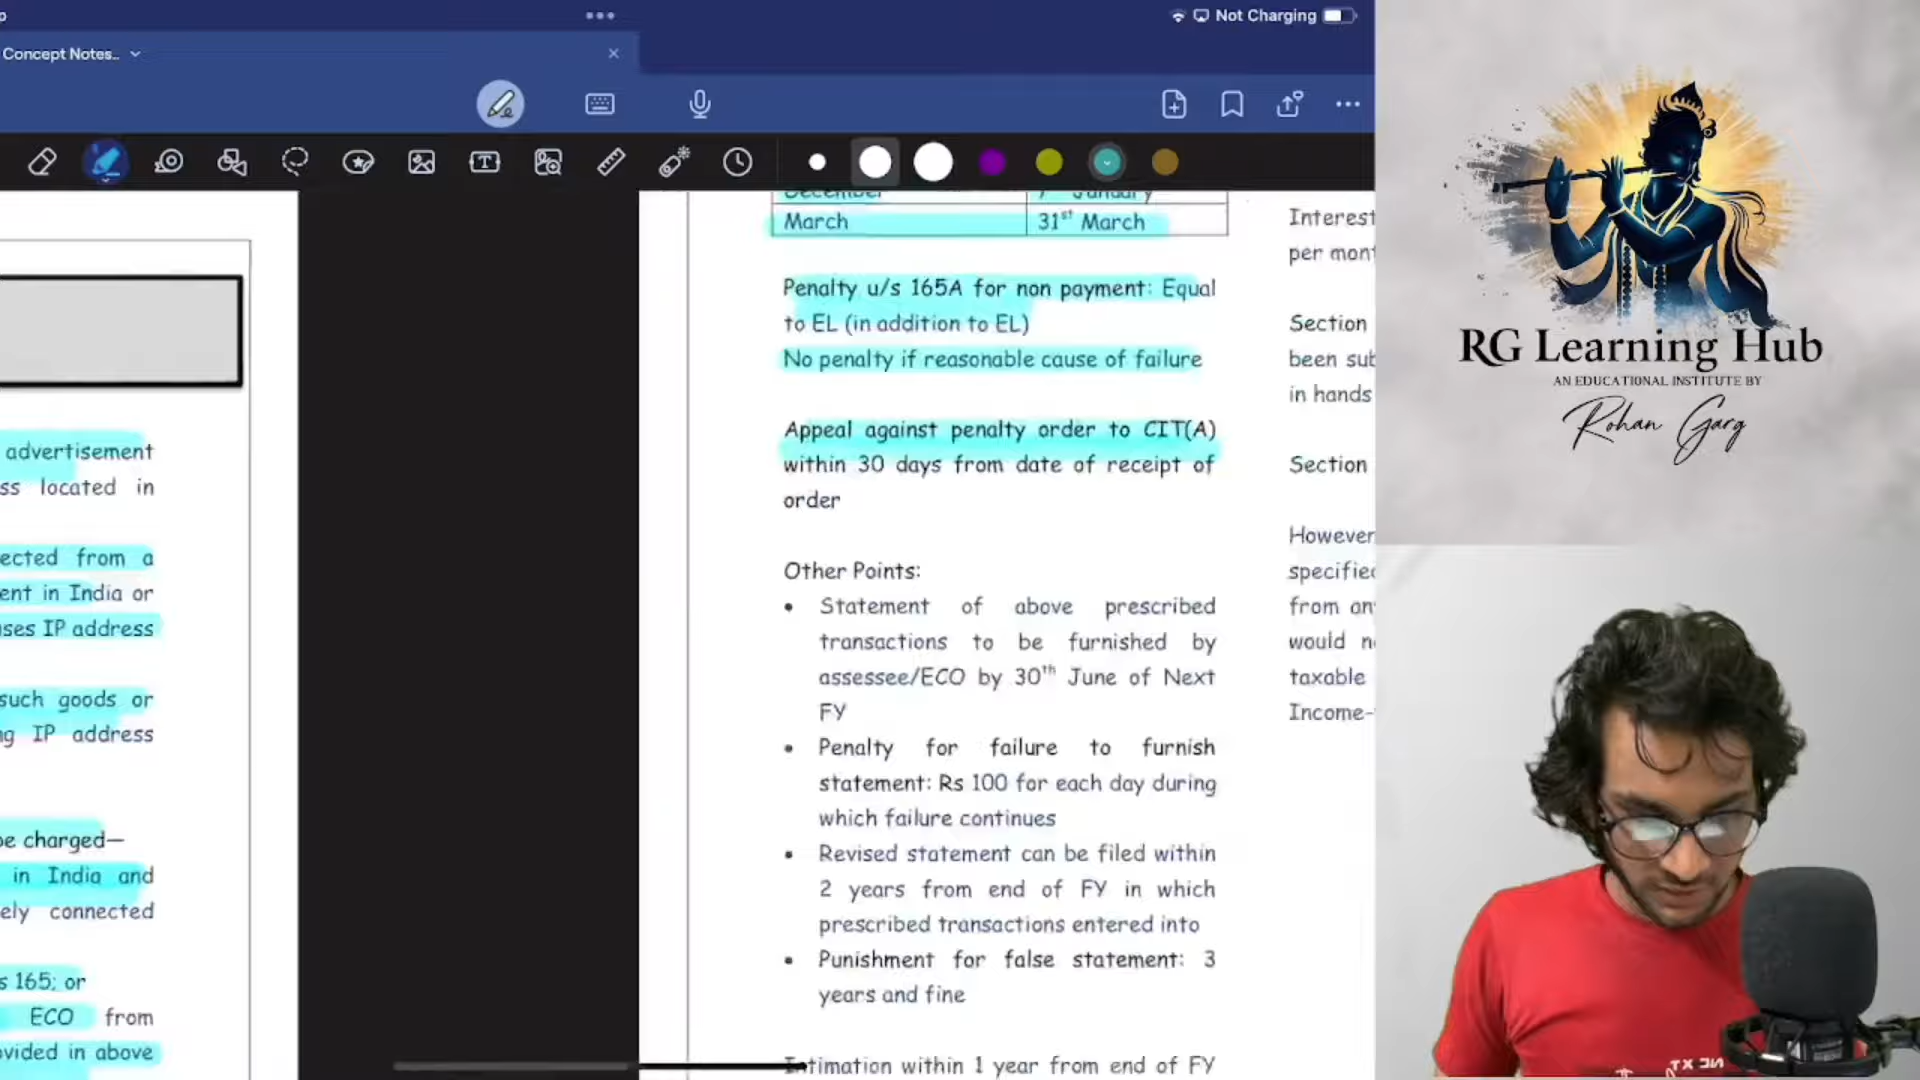 Not Charging
Concept Notes..
advertisement
ss located in
ected from a
ent in India or
ses IP address
such goods or
ng IP address
be charged—
in India and
ely connected
s 165; or
ECO from
ovided in above
December
7 January
March
31st March
Penalty u/s 165A for non payment: Equal
to EL (in addition to EL)
No penalty if reasonable cause of failure
Appeal against penalty order to CIT(A)
within 30 days from date of receipt of
order
Other Points:
• Statement of above prescribed
transactions to be furnished by
assessee/ECO by 30th June of Next
FY
• Penalty for failure to furnish
statement: Rs 100 for each day during
which failure continues
• Revised statement can be filed within
2 years from end of FY in which
prescribed transactions entered into
• Punishment for false statement: 3
years and fine
Intimation within 1 year from end of FY
Interest
per mon
Section
been sub
in hands
Section
However
specified
from an
would n
taxable
Income-
RG Learning Hub
AN EDUCATIONAL INSTITUTE BY
Rohan Garg